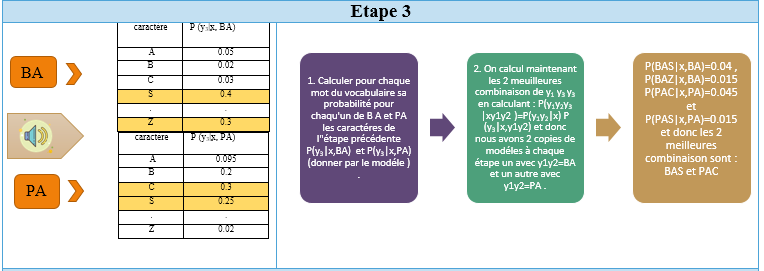 Etape 3
caractere P (y₃|x, BA)
A 0.05
B 0.02
C 0.03
S 0.4
. .
Z 0.3
caractere P (y₃|x, PA)
A 0.095
B 0.2
C 0.3
S 0.25
. .
Z 0.02
BA
PA
1. Calculer pour chaque
mot du vocabulaire sa
probabilité pour
chaqu'un de B A et PA
les caractéres de
l"étape précédente
P(y₃|x,BA) et P(y₃|x,PA)
(donner par le modéle )
.
2. On calcul maintenant
les 2 meuilleures
combinaison de y₁ y₃ y₃
en calculant : P(y₁y₂y₃
|xy1y2 )=P(y₁y₂|x) P
(y₃|x,y1y2) et donc
nous avons 2 copies de
modéles à chaque
étape un avec y1y2=BA
et un autre avec
y1y2=PA .
P(BAS|x,BA)=0.04 ,
P(BAZ|x,BA)=0.015
P(PAC|x,PA)=0.045
et
P(PAS|x,PA)=0.015
et donc les 2
meilleures
combinaison sont :
BAS et PAC